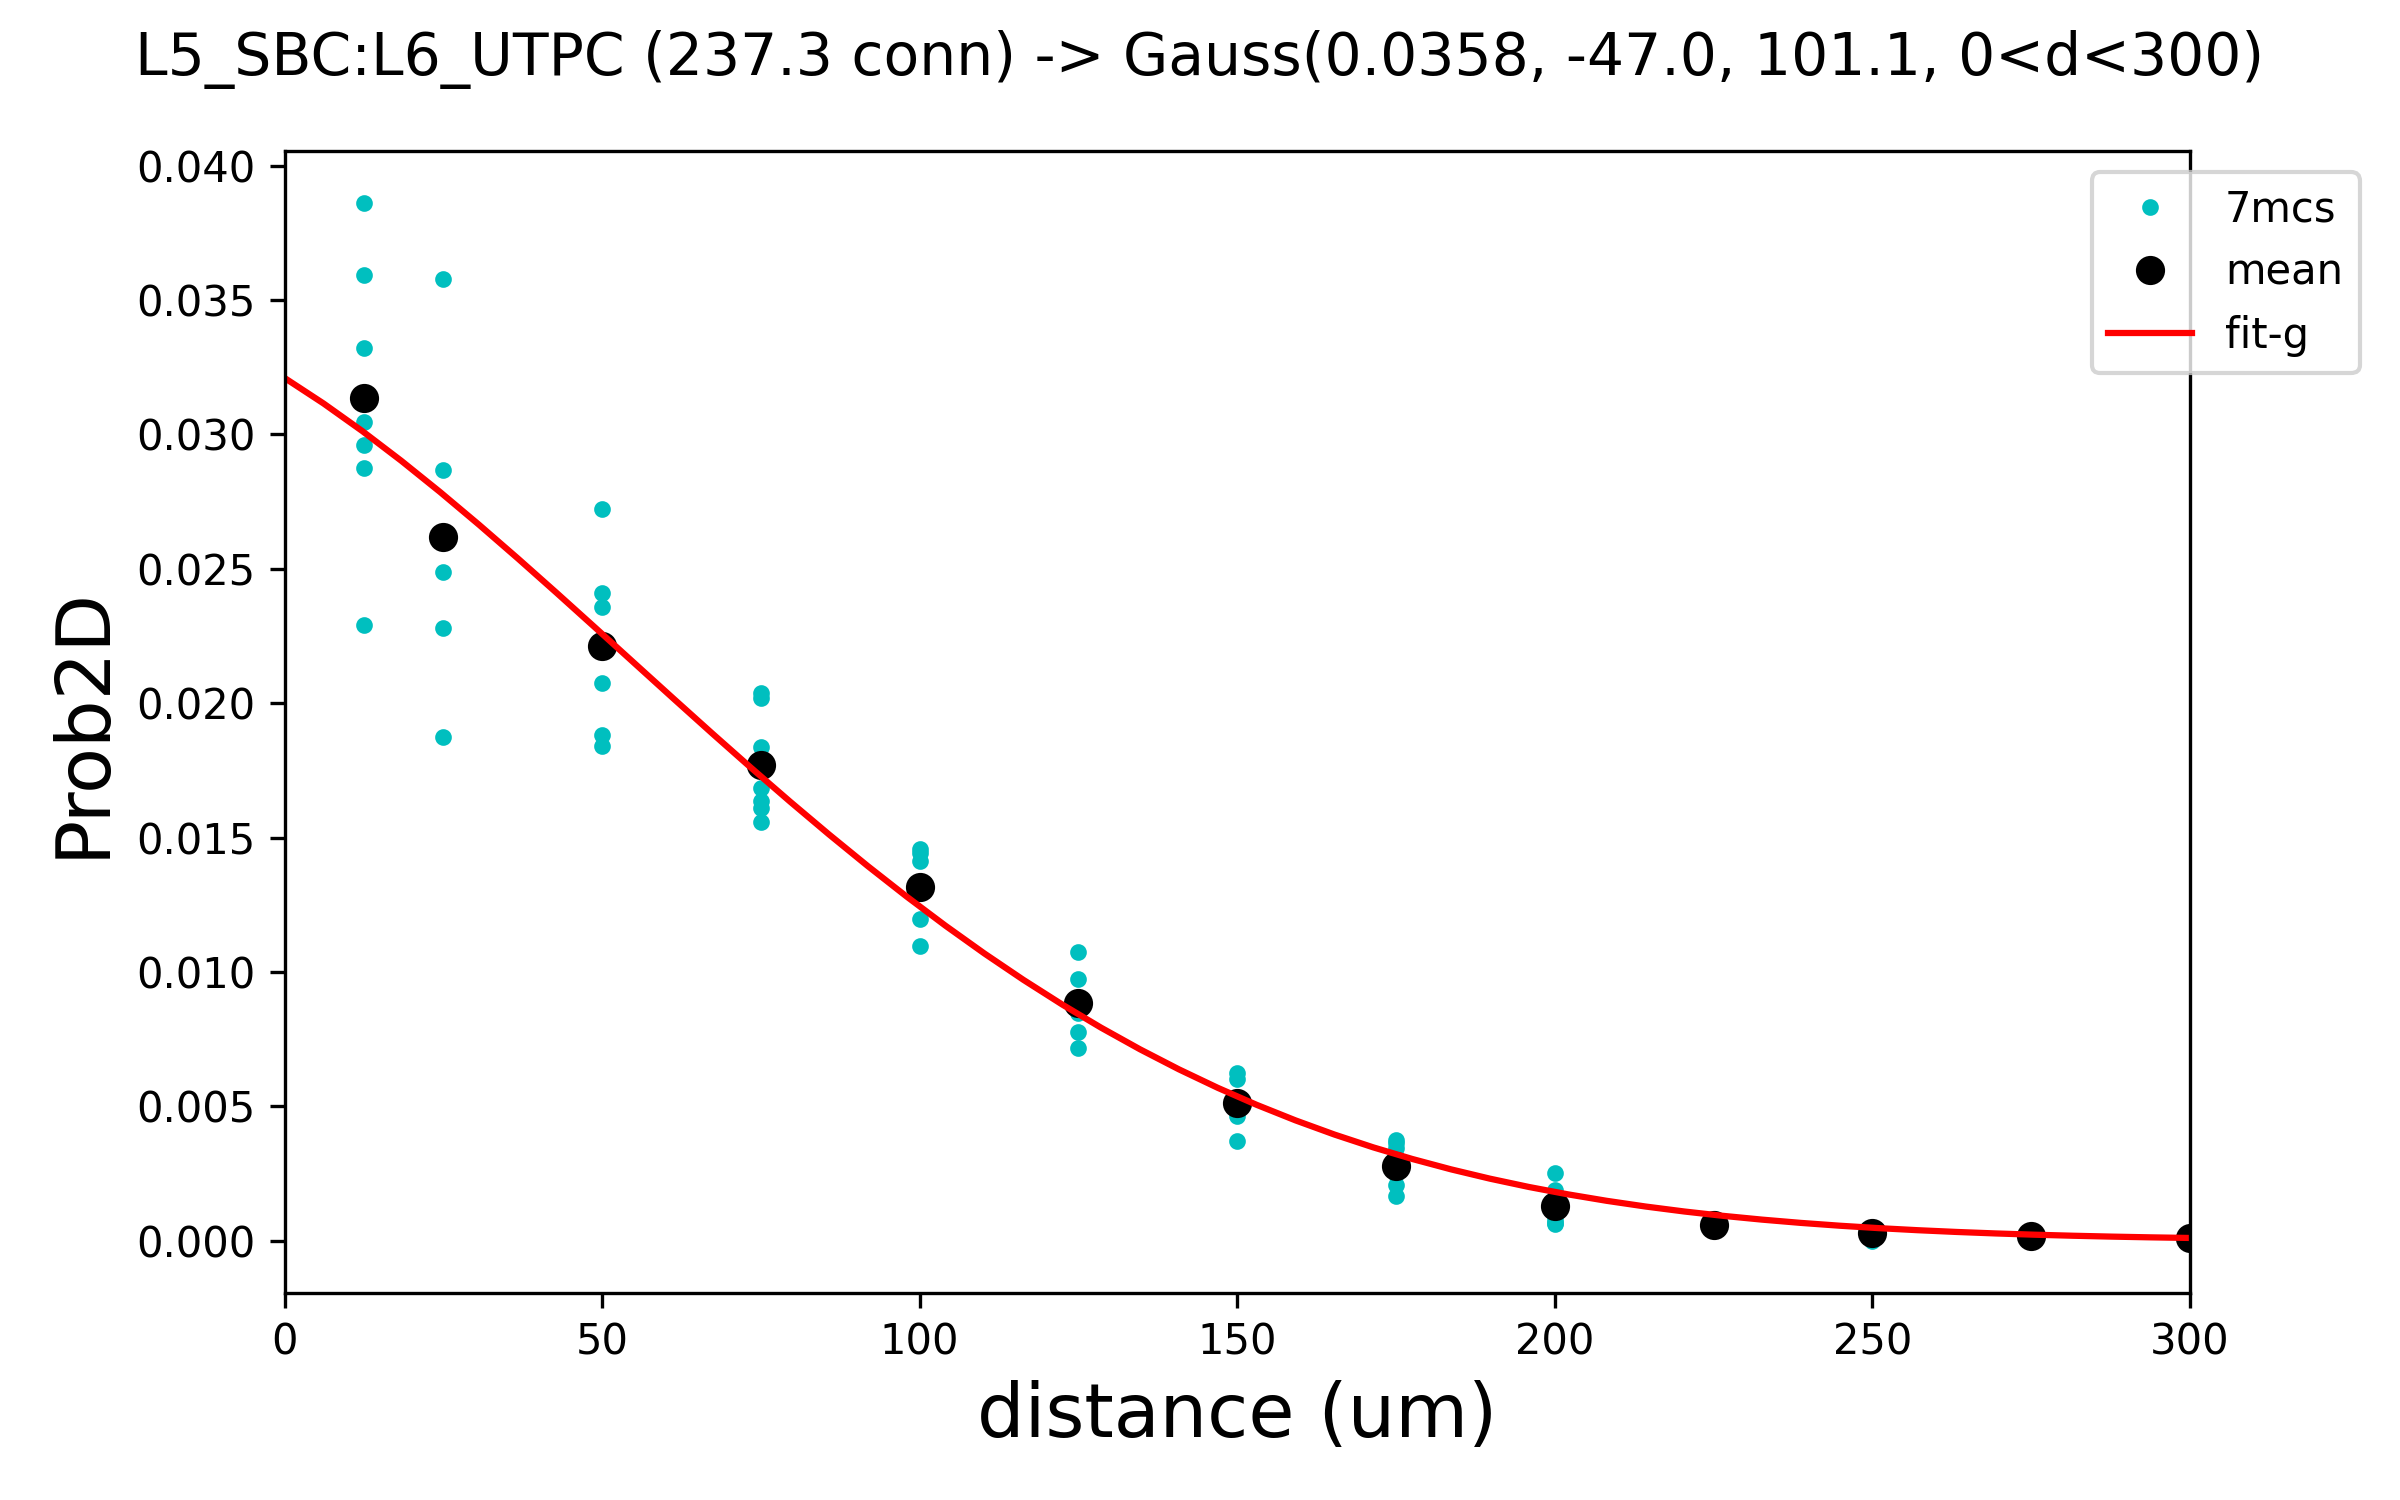 L5_SBC:L6_UTPC (237.3 conn) -> Gauss(0.0358, -47.0, 101.1, 0<d<300)
7mcs
mean
fit-g
Prob2D
0.040
0.035
0.030
0.025
0.020
0.015
0.010
0.005
0.000
0 50 100 150 200 250 300
distance (um)